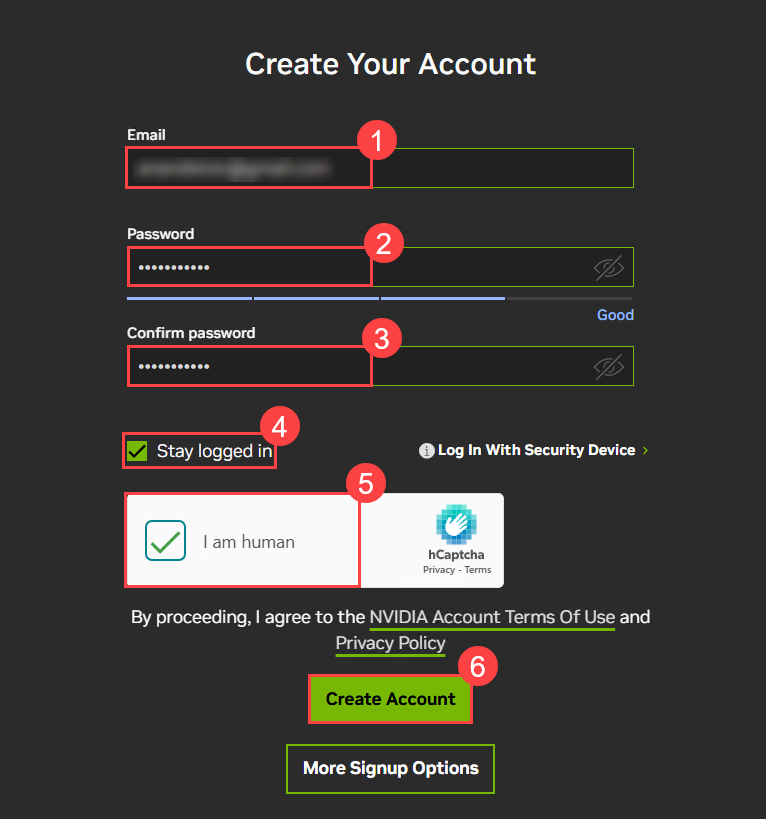 Create Your Account
Email
1
Password
2
•••••••••••
Good
Confirm password
3
•••••••••••
4
Stay logged in
i Log In With Security Device >
5
I am human
hCaptcha
Privacy - Terms
By proceeding, I agree to the NVIDIA Account Terms Of Use and
Privacy Policy
6
Create Account
More Signup Options